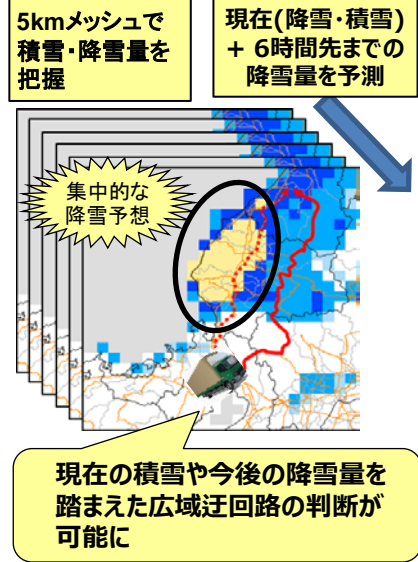 5kmメッシュで
積雪・降雪量を
把握
現在(降雪・積雪)
+ 6時間先までの
降雪量を予測
集中的な
降雪予想
現在の積雪や今後の降雪量を
踏まえた広域迂回路の判断が
可能に